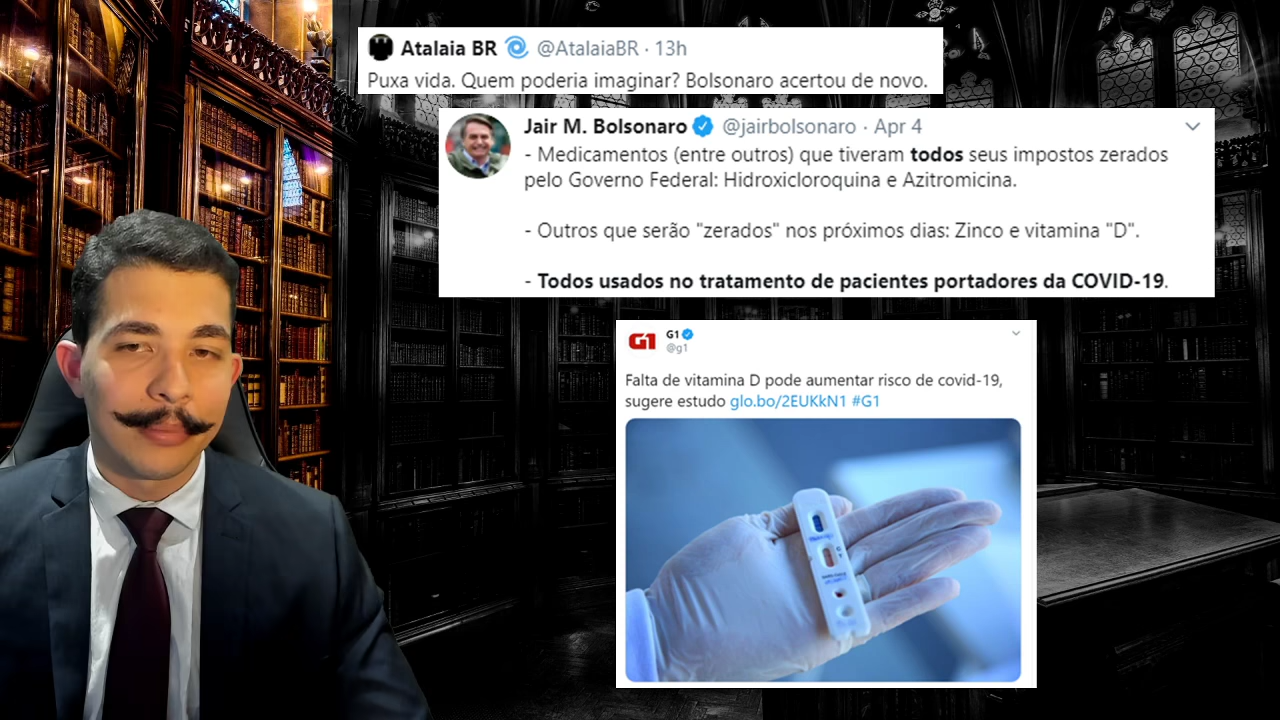 Atalaia BR @AtalaiaBR · 13h
Puxa vida. Quem poderia imaginar? Bolsonaro acertou de novo.
Jair M. Bolsonaro @jairbolsonaro · Apr 4
- Medicamentos (entre outros) que tiveram todos seus impostos zerados
pelo Governo Federal: Hidroxicloroquina e Azitromicina.
- Outros que serão "zerados" nos próximos dias: Zinco e vitamina "D".
- Todos usados no tratamento de pacientes portadores da COVID-19.
G1
G1
@g1
Falta de vitamina D pode aumentar risco de covid-19,
sugere estudo glo.bo/2EUKkN1 #G1